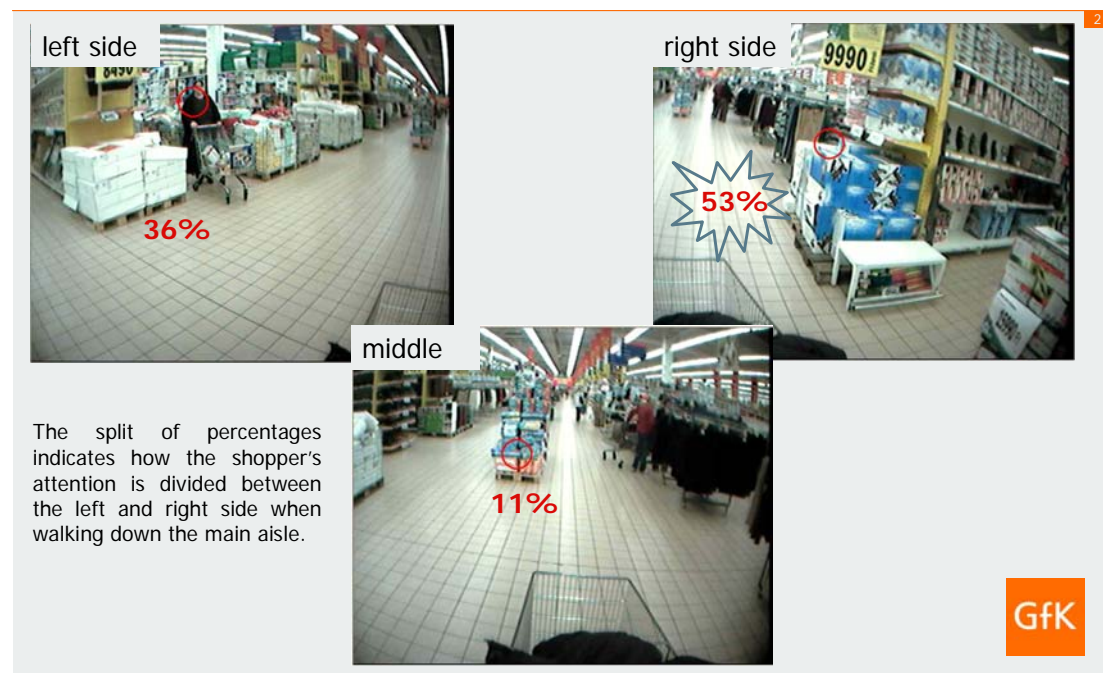 2
left side
8490
36%
right side
9990
53%
middle
11%
The split of percentages
indicates how the shopper's
attention is divided between
the left and right side when
walking down the main aisle.
GfK